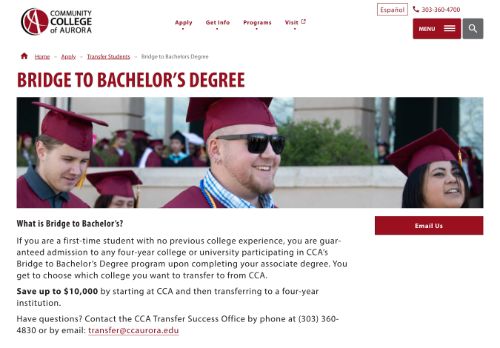 COMMUNITY
COLLEGE
OF AURORA
Español 303-360-4700
Apply Get Info Programs Visit
MENU
Home - Apply - Transfer Students - Bridge to Bachelors Degree
BRIDGE TO BACHELOR'S DEGREE
What is Bridge to Bachelor's?
Email Us
If you are a first-time student with no previous college experience, you are guar-
anteed admission to any four-year college or university participating in CCA's
Bridge to Bachelor's Degree program upon completing your associate degree. You
get to choose which college you want to transfer to from CCA.
Save up to $10,000 by starting at CCA and then transferring to a four-year
institution.
Have questions? Contact the CCA Transfer Success Office by phone at (303) 360-
4830 or by email: transfer@ccaurora.edu